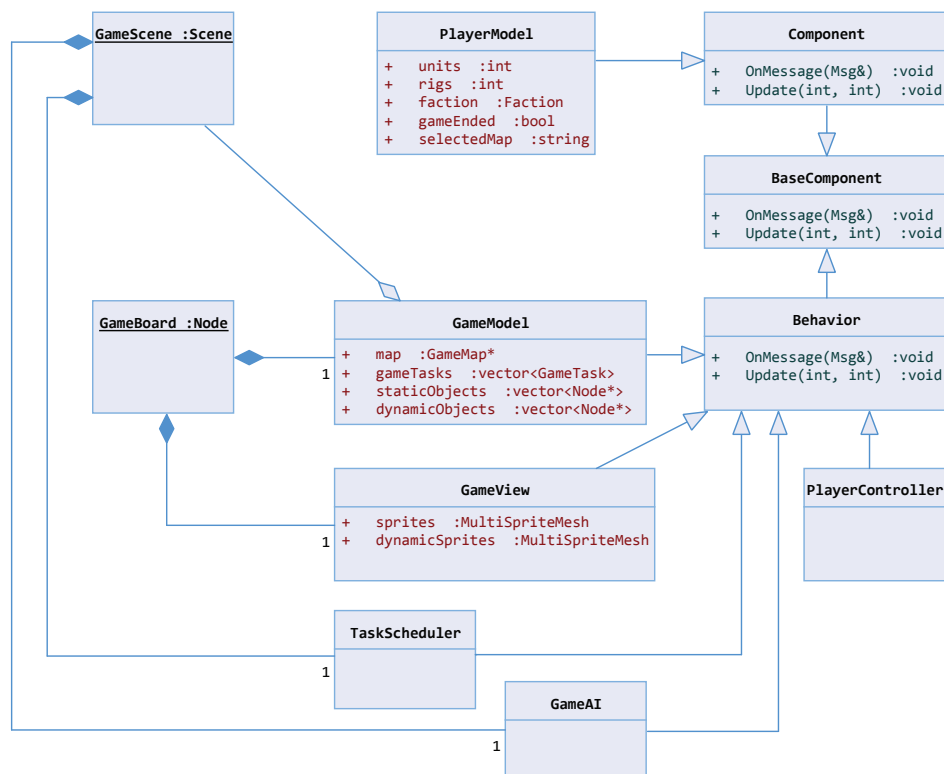 GameScene :Scene
PlayerModel
+ units :int
+ rigs :int
+ faction :Faction
+ gameEnded :bool
+ selectedMap :string
Component
+ OnMessage(Msg&) :void
+ Update(int, int) :void
BaseComponent
+ OnMessage(Msg&) :void
+ Update(int, int) :void
GameBoard :Node
GameModel
+ map :GameMap*
+ gameTasks :vector<GameTask>
+ staticObjects :vector<Node*>
+ dynamicObjects :vector<Node*>
1
Behavior
+ OnMessage(Msg&) :void
+ Update(int, int) :void
GameView
+ sprites :MultiSpriteMesh
+ dynamicSprites :MultiSpriteMesh
1
PlayerController
TaskScheduler
1
GameAI
1